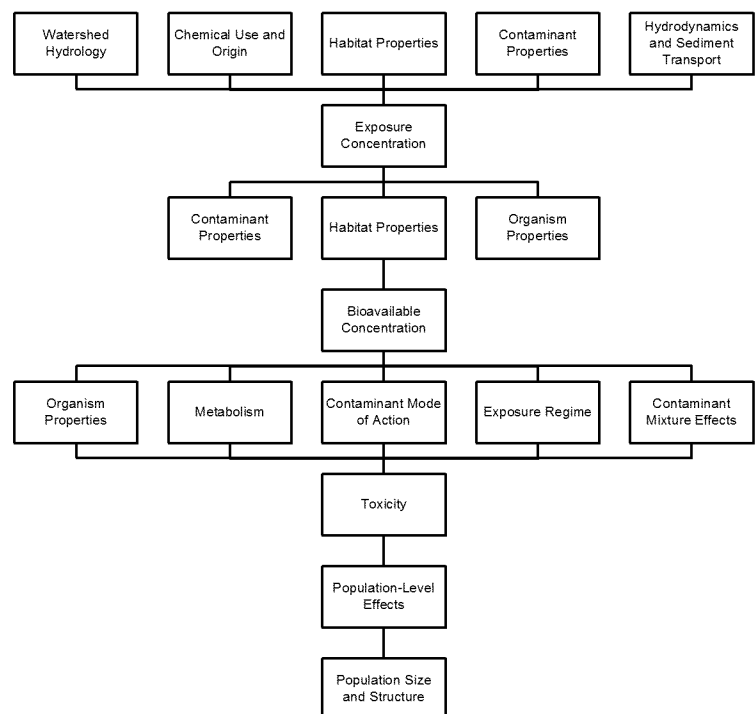 Watershed
Hydrology
Chemical Use and
Origin
Habitat Properties
Contaminant
Properties
Hydrodynamics
and Sediment
Transport
Exposure
Concentration
Contaminant
Properties
Habitat Properties
Organism
Properties
Bioavailable
Concentration
Organism
Properties
Metabolism
Contaminant Mode
of Action
Exposure Regime
Contaminant
Mixture Effects
Toxicity
Population-Level
Effects
Population Size
and Structure